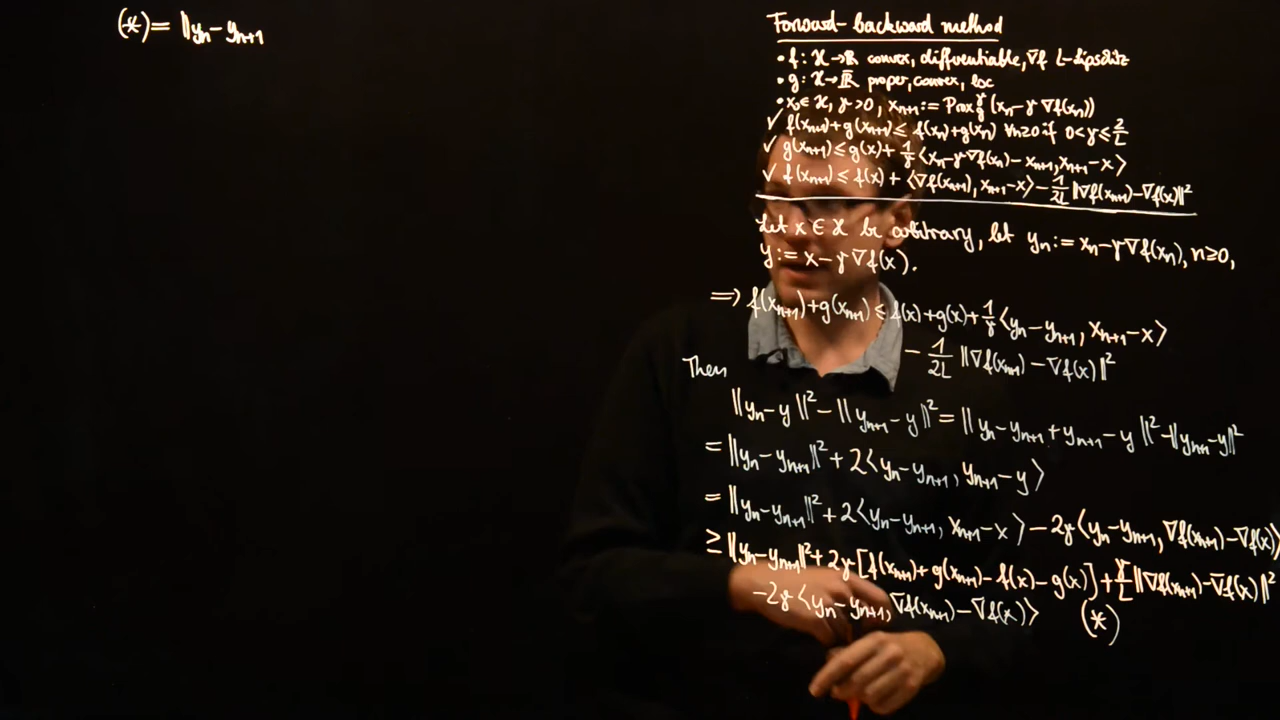 (*) = ‖yₙ − yₙ₊₁
Forward-backward method
• f: ℋ → ℝ convex, differentiable, ∇f L-Lipschitz
• g: ℋ → ℝ̅ proper, convex, lsc
• x₀ ∈ ℋ, γ > 0, xₙ₊₁ := Prox_g^γ (xₙ − γ ∇f(xₙ))
✓ f(xₙ₊₁) + g(xₙ₊₁) ≤ f(xₙ) + g(xₙ) ∀n≥0 if 0 < γ ≤ 2/L
✓ g(xₙ₊₁) ≤ g(x) + 1/γ ⟨xₙ − γ∇f(xₙ) − xₙ₊₁, xₙ₊₁ − x⟩
✓ f(xₙ₊₁) ≤ f(x) + ⟨∇f(xₙ₊₁), xₙ₊₁ − x⟩ − 1/2L ‖∇f(xₙ₊₁) − ∇f(x)‖²
Let x ∈ ℋ be arbitrary, let yₙ := xₙ − γ∇f(xₙ), n≥0,
y := x − γ∇f(x).
⇒ f(xₙ₊₁) + g(xₙ₊₁) ≤ f(x) + g(x) + 1/γ ⟨yₙ − yₙ₊₁, xₙ₊₁ − x⟩
− 1/2L ‖∇f(xₙ₊₁) − ∇f(x)‖²
Then
‖yₙ − y‖² − ‖yₙ₊₁ − y‖² = ‖yₙ − yₙ₊₁ + yₙ₊₁ − y‖² − ‖yₙ₊₁ − y‖²
= ‖yₙ − yₙ₊₁‖² + 2⟨yₙ − yₙ₊₁, yₙ₊₁ − y⟩
= ‖yₙ − yₙ₊₁‖² + 2⟨yₙ − yₙ₊₁, xₙ₊₁ − x⟩ − 2γ⟨yₙ − yₙ₊₁, ∇f(xₙ₊₁) − ∇f(x)⟩
≥ ‖yₙ − yₙ₊₁‖² + 2γ[f(xₙ₊₁) + g(xₙ₊₁) − f(x) − g(x)] + γ/L ‖∇f(xₙ₊₁) − ∇f(x)‖²
− 2γ⟨yₙ − yₙ₊₁, ∇f(xₙ₊₁) − ∇f(x)⟩ (*)